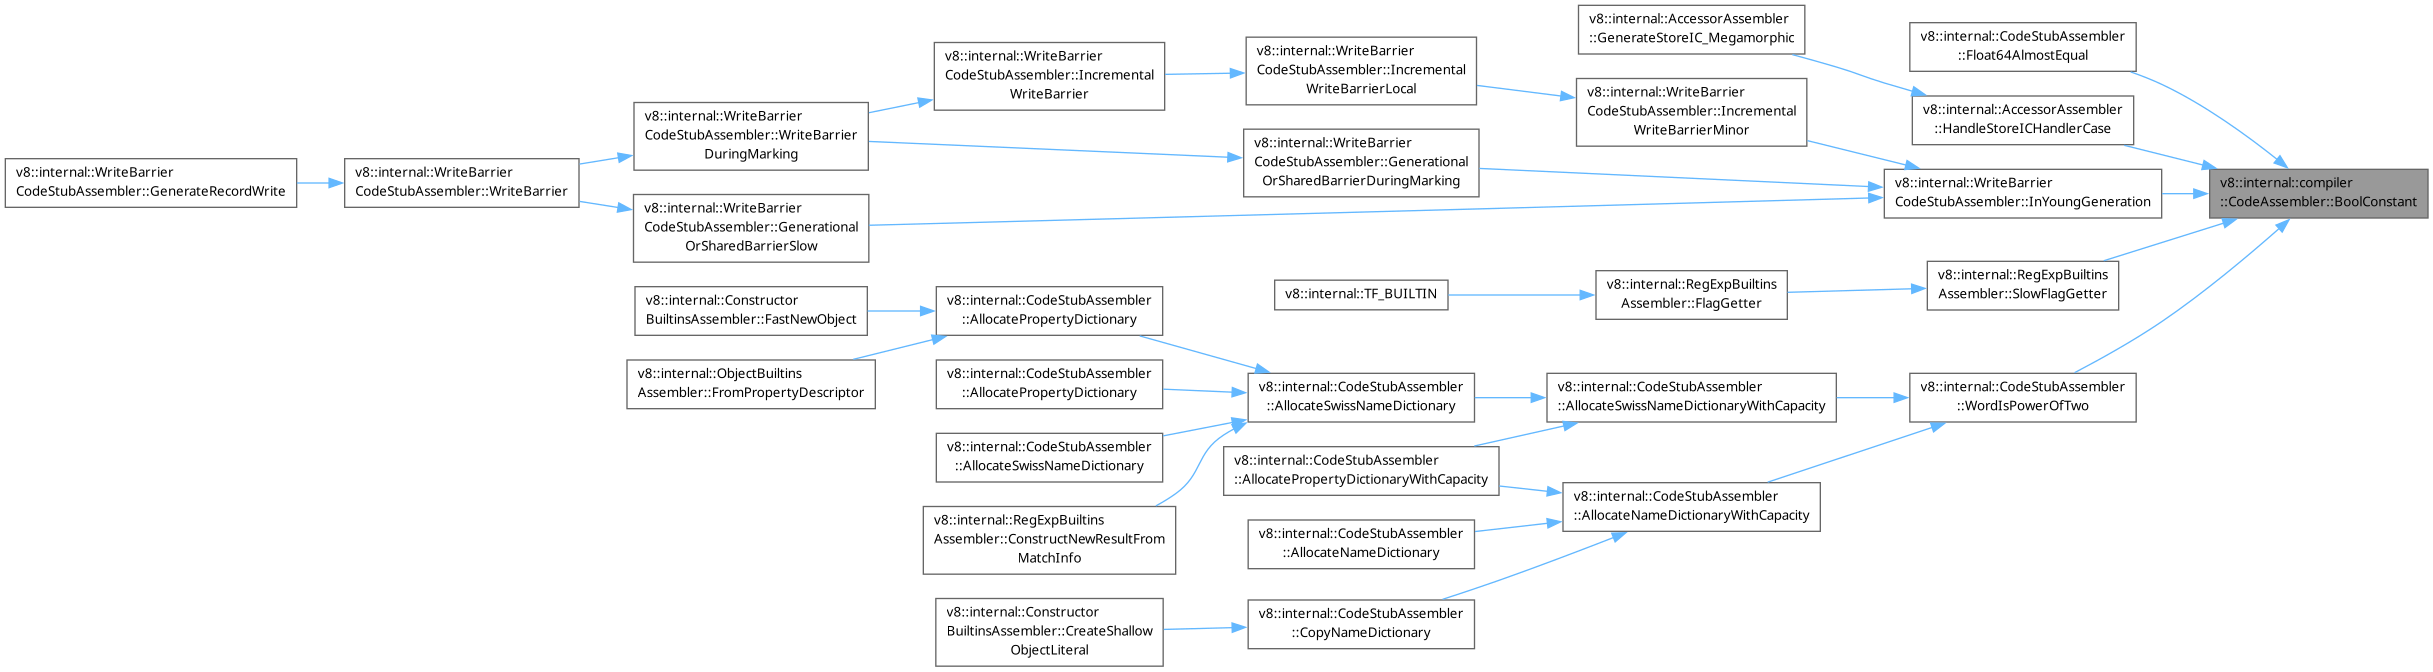 v8::internal::AccessorAssembler
::GenerateStoreIC_Megamorphic
v8::internal::CodeStubAssembler
::Float64AlmostEqual
v8::internal::WriteBarrier
CodeStubAssembler::Incremental
WriteBarrierLocal
v8::internal::WriteBarrier
CodeStubAssembler::Incremental
WriteBarrier
v8::internal::WriteBarrier
CodeStubAssembler::Incremental
WriteBarrierMinor
v8::internal::AccessorAssembler
::HandleStoreICHandlerCase
v8::internal::WriteBarrier
CodeStubAssembler::WriteBarrier
DuringMarking
v8::internal::WriteBarrier
CodeStubAssembler::Generational
OrSharedBarrierDuringMarking
v8::internal::WriteBarrier
CodeStubAssembler::GenerateRecordWrite
v8::internal::WriteBarrier
CodeStubAssembler::WriteBarrier
v8::internal::WriteBarrier
CodeStubAssembler::InYoungGeneration
v8::internal::compiler
::CodeAssembler::BoolConstant
v8::internal::WriteBarrier
CodeStubAssembler::Generational
OrSharedBarrierSlow
v8::internal::RegExpBuiltins
Assembler::SlowFlagGetter
v8::internal::RegExpBuiltins
Assembler::FlagGetter
v8::internal::TF_BUILTIN
v8::internal::Constructor
BuiltinsAssembler::FastNewObject
v8::internal::CodeStubAssembler
::AllocatePropertyDictionary
v8::internal::ObjectBuiltins
Assembler::FromPropertyDescriptor
v8::internal::CodeStubAssembler
::AllocatePropertyDictionary
v8::internal::CodeStubAssembler
::AllocateSwissNameDictionary
v8::internal::CodeStubAssembler
::AllocateSwissNameDictionaryWithCapacity
v8::internal::CodeStubAssembler
::WordIsPowerOfTwo
v8::internal::CodeStubAssembler
::AllocateSwissNameDictionary
v8::internal::CodeStubAssembler
::AllocatePropertyDictionaryWithCapacity
v8::internal::CodeStubAssembler
::AllocateNameDictionaryWithCapacity
v8::internal::RegExpBuiltins
Assembler::ConstructNewResultFrom
MatchInfo
v8::internal::CodeStubAssembler
::AllocateNameDictionary
v8::internal::Constructor
BuiltinsAssembler::CreateShallow
ObjectLiteral
v8::internal::CodeStubAssembler
::CopyNameDictionary